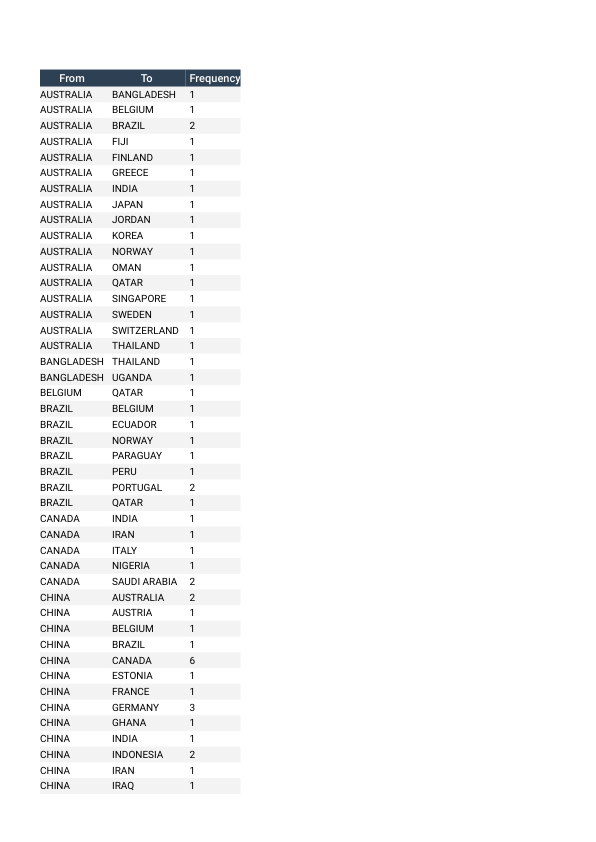 From To Frequency
AUSTRALIA BANGLADESH 1
AUSTRALIA BELGIUM 1
AUSTRALIA BRAZIL 2
AUSTRALIA FIJI 1
AUSTRALIA FINLAND 1
AUSTRALIA GREECE 1
AUSTRALIA INDIA 1
AUSTRALIA JAPAN 1
AUSTRALIA JORDAN 1
AUSTRALIA KOREA 1
AUSTRALIA NORWAY 1
AUSTRALIA OMAN 1
AUSTRALIA QATAR 1
AUSTRALIA SINGAPORE 1
AUSTRALIA SWEDEN 1
AUSTRALIA SWITZERLAND 1
AUSTRALIA THAILAND 1
BANGLADESH THAILAND 1
BANGLADESH UGANDA 1
BELGIUM QATAR 1
BRAZIL BELGIUM 1
BRAZIL ECUADOR 1
BRAZIL NORWAY 1
BRAZIL PARAGUAY 1
BRAZIL PERU 1
BRAZIL PORTUGAL 2
BRAZIL QATAR 1
CANADA INDIA 1
CANADA IRAN 1
CANADA ITALY 1
CANADA NIGERIA 1
CANADA SAUDI ARABIA 2
CHINA AUSTRALIA 2
CHINA AUSTRIA 1
CHINA BELGIUM 1
CHINA BRAZIL 1
CHINA CANADA 6
CHINA ESTONIA 1
CHINA FRANCE 1
CHINA GERMANY 3
CHINA GHANA 1
CHINA INDIA 1
CHINA INDONESIA 2
CHINA IRAN 1
CHINA IRAQ 1